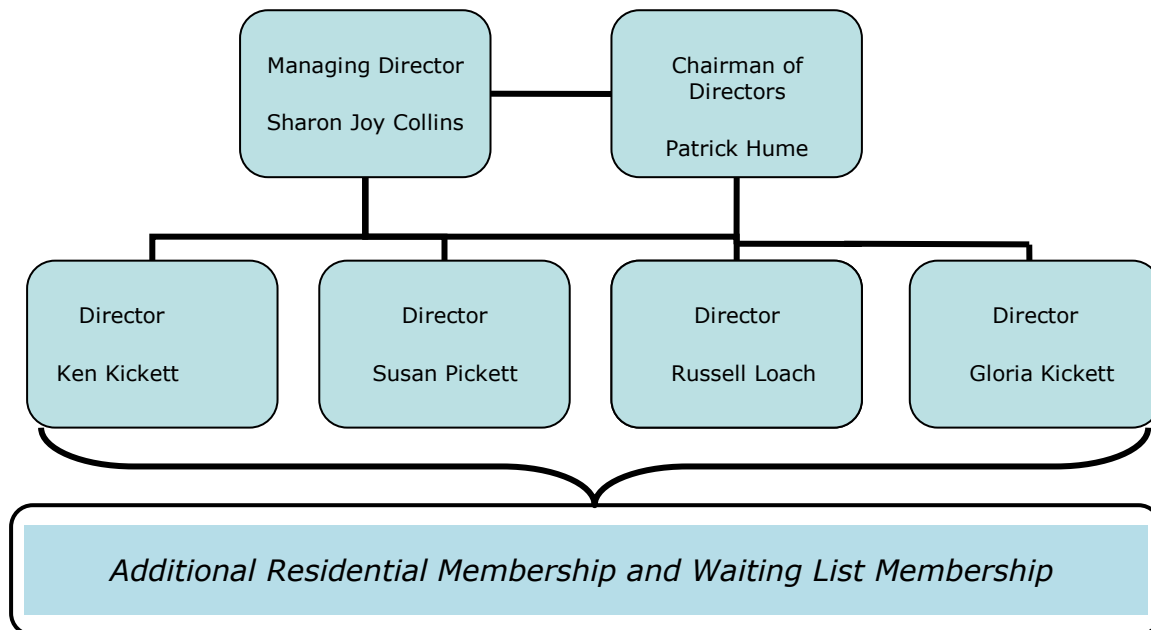 Managing Director
Sharon Joy Collins
Chairman of
Directors
Patrick Hume
Director
Ken Kickett
Director
Susan Pickett
Director
Russell Loach
Director
Gloria Kickett
Additional Residential Membership and Waiting List Membership